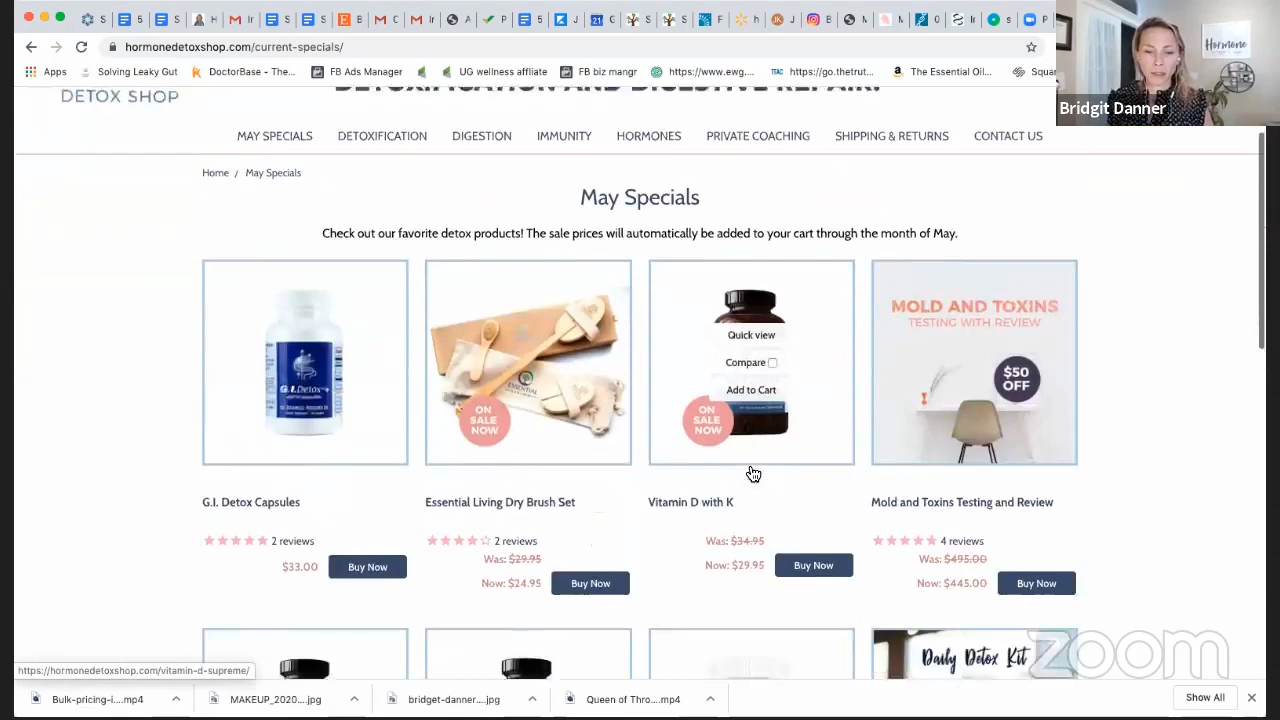 hormonedetoxshop.com/current-specials/
Apps
Solving Leaky Gut
DoctorBase - The...
FB Ads Manager
UG wellness affliate
FB biz mangr
https://www.ewg....
https://go.thetrut...
The Essential Oil...
Squar
Hormone
Bridgit Danner
DETOX SHOP
DETOXIFICATION AND DIGESTIVE REPAIR!
MAY SPECIALS
DETOXIFICATION
DIGESTION
IMMUNITY
HORMONES
PRIVATE COACHING
SHIPPING & RETURNS
CONTACT US
Home / May Specials
May Specials
Check out our favorite detox products! The sale prices will automatically be added to your cart through the month of May.
G.I. Detox
ESSENTIAL
ON
SALE
NOW
Quick view
Compare
Add to Cart
ON
SALE
NOW
MOLD AND TOXINS
TESTING WITH REVIEW
$50
OFF
G.I. Detox Capsules
Essential Living Dry Brush Set
Vitamin D with K
Mold and Toxins Testing and Review
2 reviews
$33.00
Buy Now
2 reviews
Was: $29.95
Now: $24.95
Buy Now
Was: $34.95
Now: $29.95
Buy Now
4 reviews
Was: $495.00
Now: $445.00
Buy Now
Daily Detox Kit
zoom
https://hormonedetoxshop.com/vitamin-d-supreme/
Bulk-pricing-i....mp4
MAKEUP_2020....jpg
bridget-danner....jpg
Queen of Thro....mp4
Show All